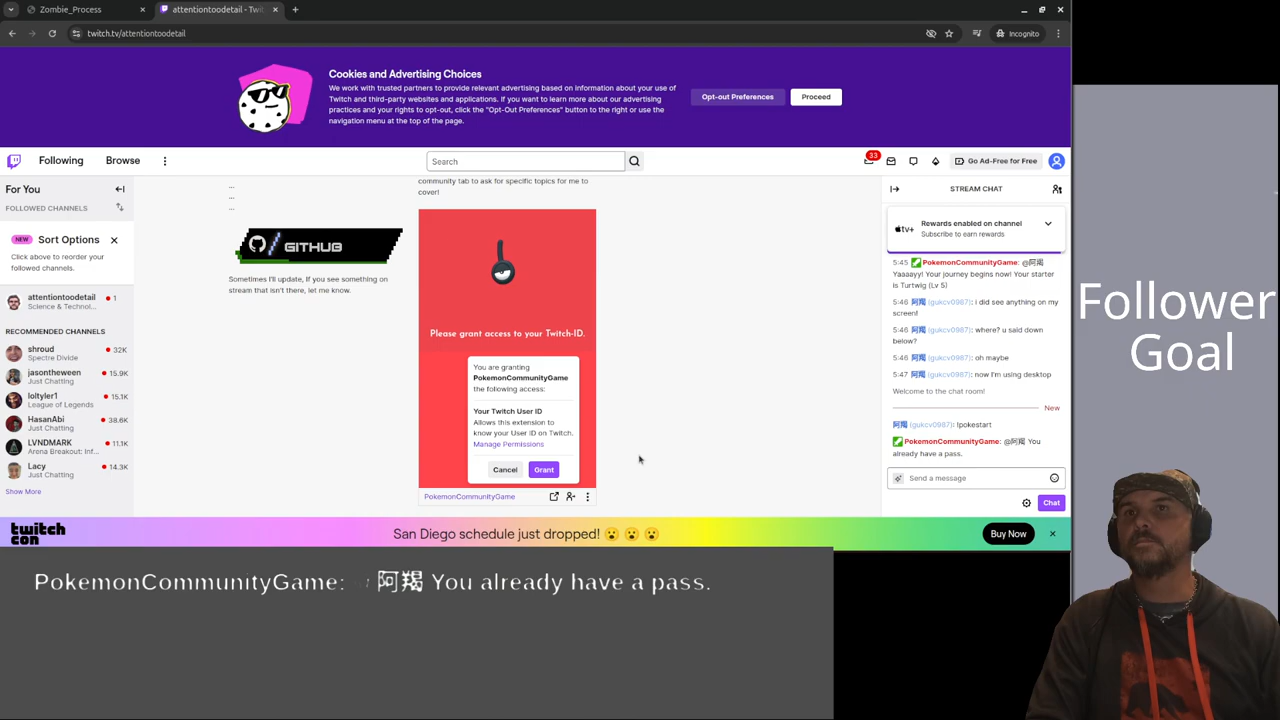 Zombie_Process
attentiontoodetail - Twi
twitch.tv/attentiontoodetail
Incognito
Cookies and Advertising Choices
We work with trusted partners to provide relevant advertising based on information about your use of
Twitch and third-party websites and applications. If you want to learn more about our advertising
practices and your rights to opt-out, click the "Opt-Out Preferences" button to the right or use the
navigation menu at the top of the page.
Opt-out Preferences
Proceed
Following
Browse
Search
33
Go Ad-Free for Free
For You
FOLLOWED CHANNELS
NEW
Sort Options
Click above to reorder your
followed channels.
attentiontoodetail
1
Science & Technol...
RECOMMENDED CHANNELS
shroud
32K
Spectre Divide
jasontheween
15.9K
Just Chatting
loltyler1
15.1K
League of Legends
HasanAbi
38.6K
Just Chatting
LVNDMARK
11.1K
Arena Breakout: Inf...
Lacy
14.3K
Just Chatting
Show More
...
...
...
GITHUB
Sometimes I'll update, If you see something on
stream that isn't there, let me know.
community tab to ask for specific topics for me to
cover!
Please grant access to your Twitch-ID.
You are granting
PokemonCommunityGame
the following access:
Your Twitch User ID
Allows this extension to
know your User ID on Twitch.
Manage Permissions
Cancel
Grant
PokemonCommunityGame
STREAM CHAT
tv+
Rewards enabled on channel
Subscribe to earn rewards
5:45 PokemonCommunityGame: @阿羯
Yaaayy! Your journey begins now! Your starter
is Turtwig (Lv 5)
5:46 阿羯 (gukcv0987): i did see anything on my
screen!
5:46 阿羯 (gukcv0987): where? u said down
below?
5:46 阿羯 (gukcv0987): oh maybe
5:47 阿羯 (gukcv0987): now I'm using desktop
Welcome to the chat room!
New
阿羯 (gukcv0987): !pokestart
PokemonCommunityGame: @阿羯 You
already have a pass.
Send a message
Chat
twitch
con
San Diego schedule just dropped! 😮 😮 😮
Buy Now
PokemonCommunityGame: 阿羯 You already have a pass.
Follower
Goal